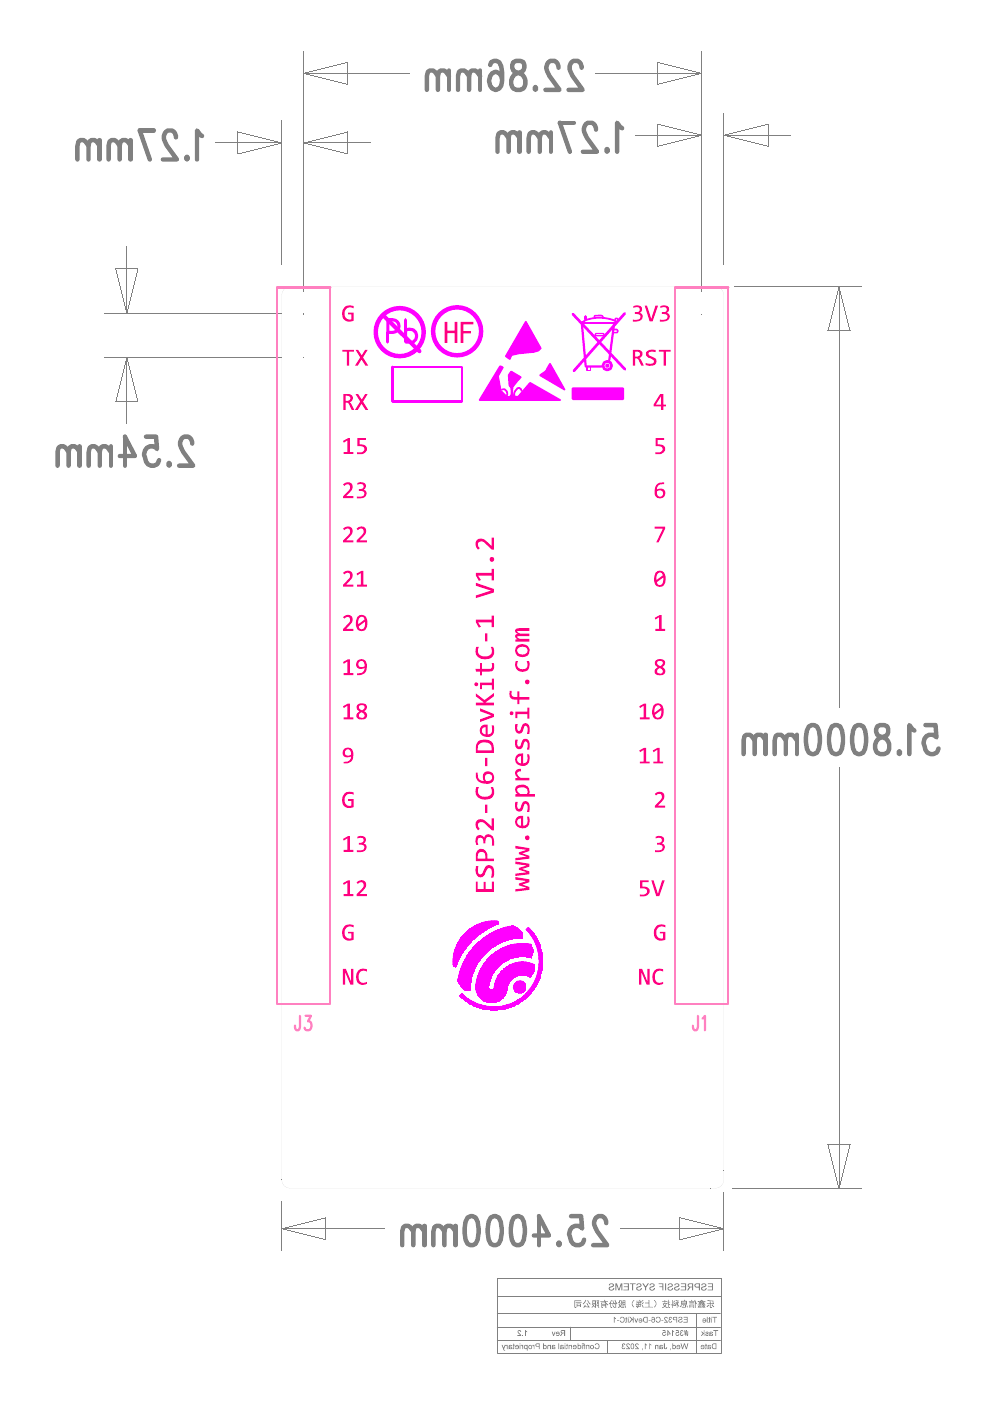 22.86mm
1.27mm
1.27mm
2.54mm
G
TX
RX
15
23
22
21
20
19
18
9
G
13
12
G
NC
J3
Pb
HF
3V3
RST
4
5
6
7
0
1
8
10
11
2
3
5V
G
NC
J1
ESP32-C6-DevKitC-1 V1.2
www.espressif.com
51.8000mm
25.4000mm
ESPRESSIF SYSTEMS
乐鑫信息科技（上海）股份有限公司
Title ESP32-C6-DevKitC-1
Task #35145 Rev 1.2
Date Wed, Jan 11, 2023 Confidential and Proprietary